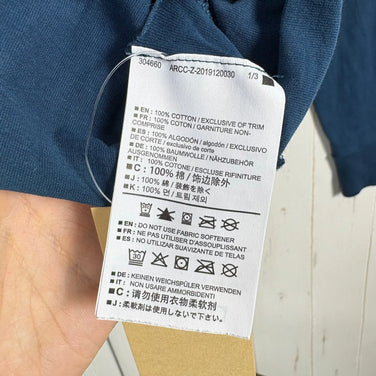 304660 ARCC-Z-2019120030 1/3
EN : 100% COTTON / EXCLUSIVE OF TRIM
FR : 100% COTON / GARNITURE NON-
COMPRISE
ES : 100% ALGODÓN / algodón / EXCLUSIVO
DE CORTE / exclusivo de corte
DE : 100% BAUMWOLLE / NÄHZUBEHÖR
AUSGENOMMEN
IT : 100% COTONE / ESCLUSE RIFINITURE
C : 100% 棉 / 饰边除外
J : 100% 綿 / 装飾を除く
K : 100% 면 / 트림 제외
EN : DO NOT USE FABRIC SOFTENER
FR : NE PAS UTILISER D'ASSOUPLISSANT
ES : NO UTILIZAR SUAVIZANTE
30
DE : KEINEN WEICHSPÜLER VERWENDEN
IT : NON USARE AMMORBIDENTI
C : 请勿使用衣物柔软剂
J : 柔軟剤は使用しないで下さい